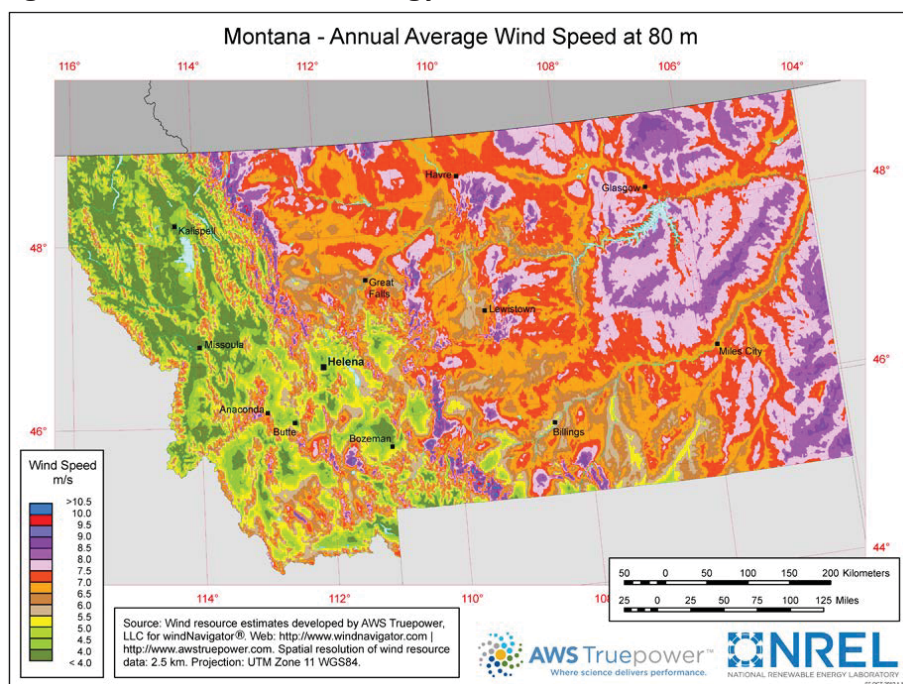 Montana - Annual Average Wind Speed at 80 m
116°
114°
112°
110°
108°
106°
104°
48°
48°
46°
46°
44°
114°
112°
110°
Havre
Glasgow
Kalispell
Great
Falls
Lewistown
Missoula
Helena
Miles City
Anaconda
Butte
Bozeman
Billings
Wind Speed
m/s
>10.5
10.0
9.5
9.0
8.5
8.0
7.5
7.0
6.5
6.0
5.5
5.0
4.5
4.0
< 4.0
Source: Wind resource estimates developed by AWS Truepower,
LLC for windNavigator®. Web: http://www.windnavigator.com |
http://www.awstruepower.com. Spatial resolution of wind resource
data: 2.5 km. Projection: UTM Zone 11 WGS84.
50 0 50 100 150 200 Kilometers
25 0 25 50 75 100 125 Miles
AWS Truepower™
Where science delivers performance.
NREL
NATIONAL RENEWABLE ENERGY LABORATORY